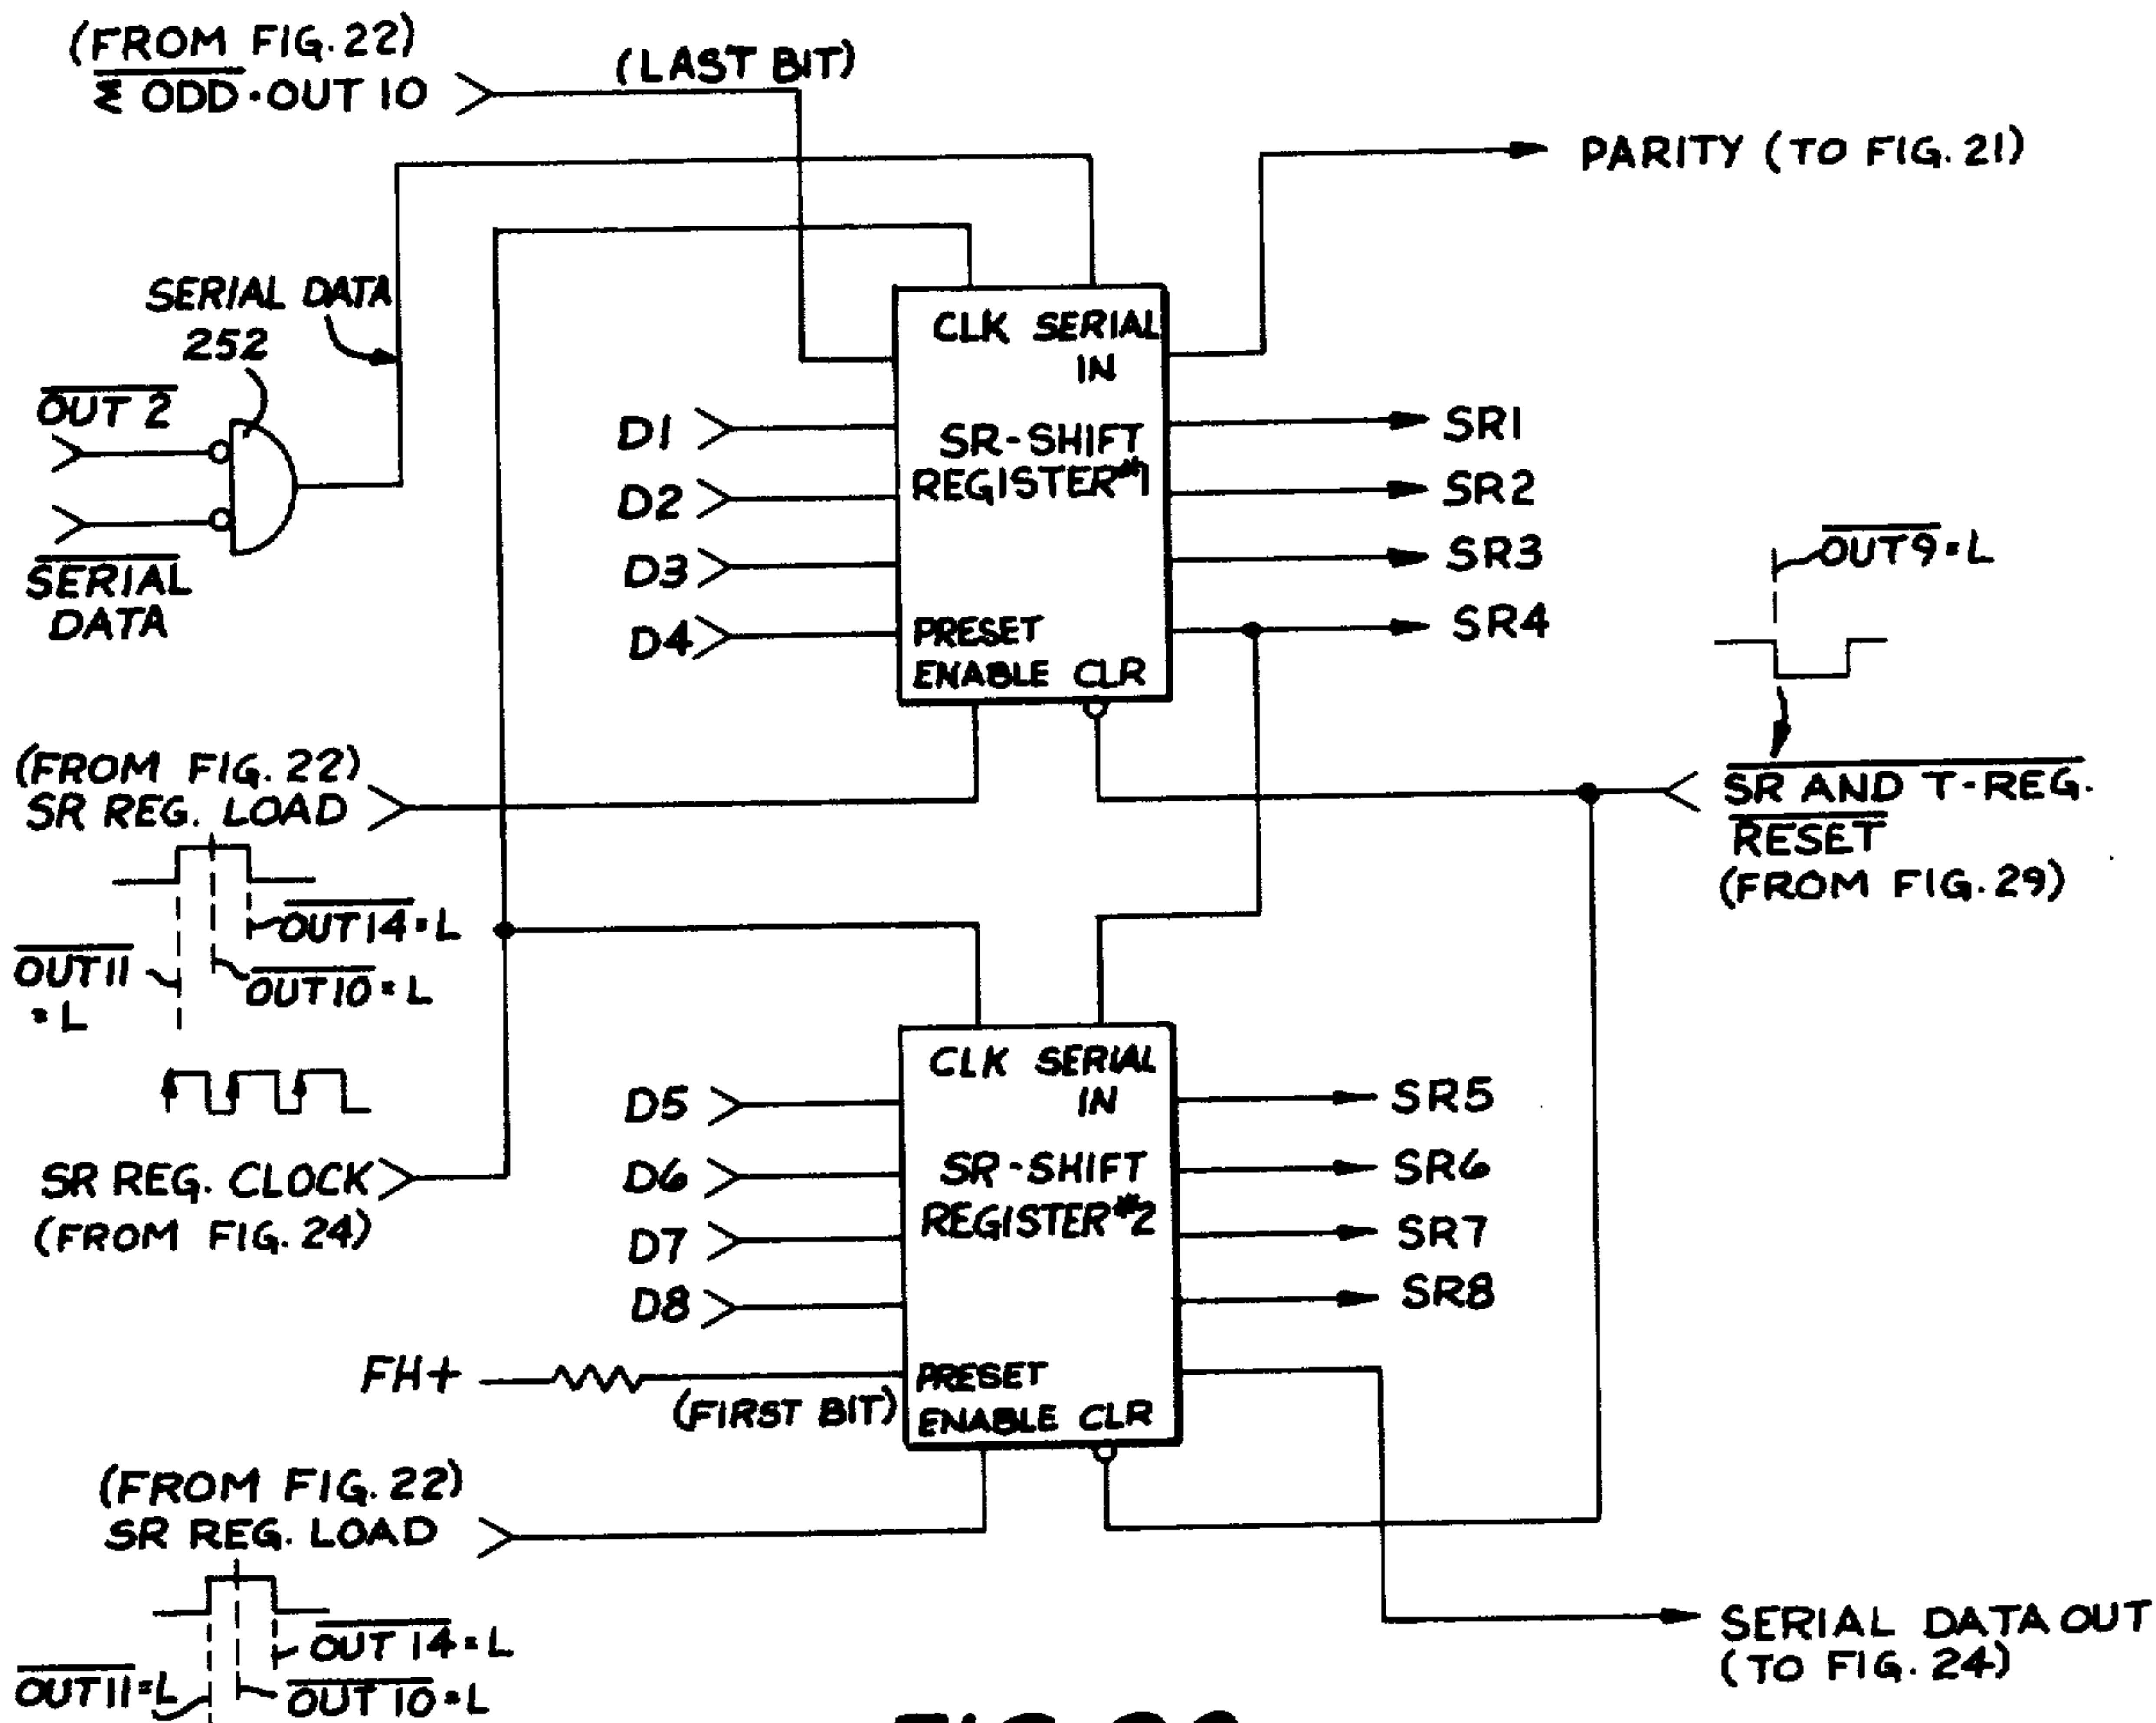 (FROM FIG. 22)
Σ ODD·OUT 10
(LAST BIT)
PARITY (TO FIG. 21)
SERIAL DATA
252
OUT 2
SERIAL
DATA
CLK SERIAL
IN
SR-SHIFT
REGISTER #1
PRESET
ENABLE CLR
D1
D2
D3
D4
SR1
SR2
SR3
SR4
OUT9=L
SR AND T-REG.
RESET
(FROM FIG. 29)
(FROM FIG. 22)
SR REG. LOAD
OUT14=L
OUT11
=L
OUT10=L
SR REG. CLOCK
(FROM FIG. 24)
CLK SERIAL
IN
SR-SHIFT
REGISTER #2
PRESET
ENABLE CLR
D5
D6
D7
D8
FH+
(FIRST BIT)
SR5
SR6
SR7
SR8
(FROM FIG. 22)
SR REG. LOAD
OUT 14=L
OUT11=L
OUT 10=L
SERIAL DATA OUT
(TO FIG. 24)